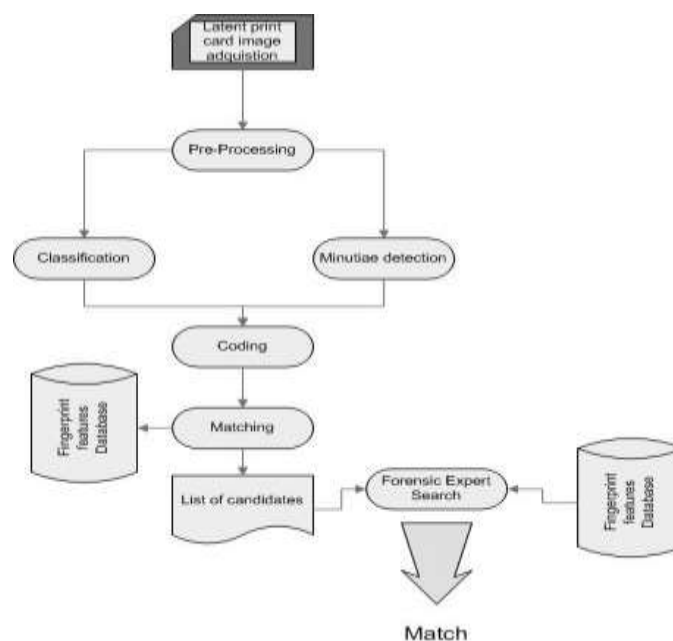 Latent print
card image
adquistion
Pre-Processing
Classification
Minutiae detection
Coding
Fingerprint
features
Database
Matching
List of candidates
Forensic Expert
Search
Fingerprint
features
Database
Match